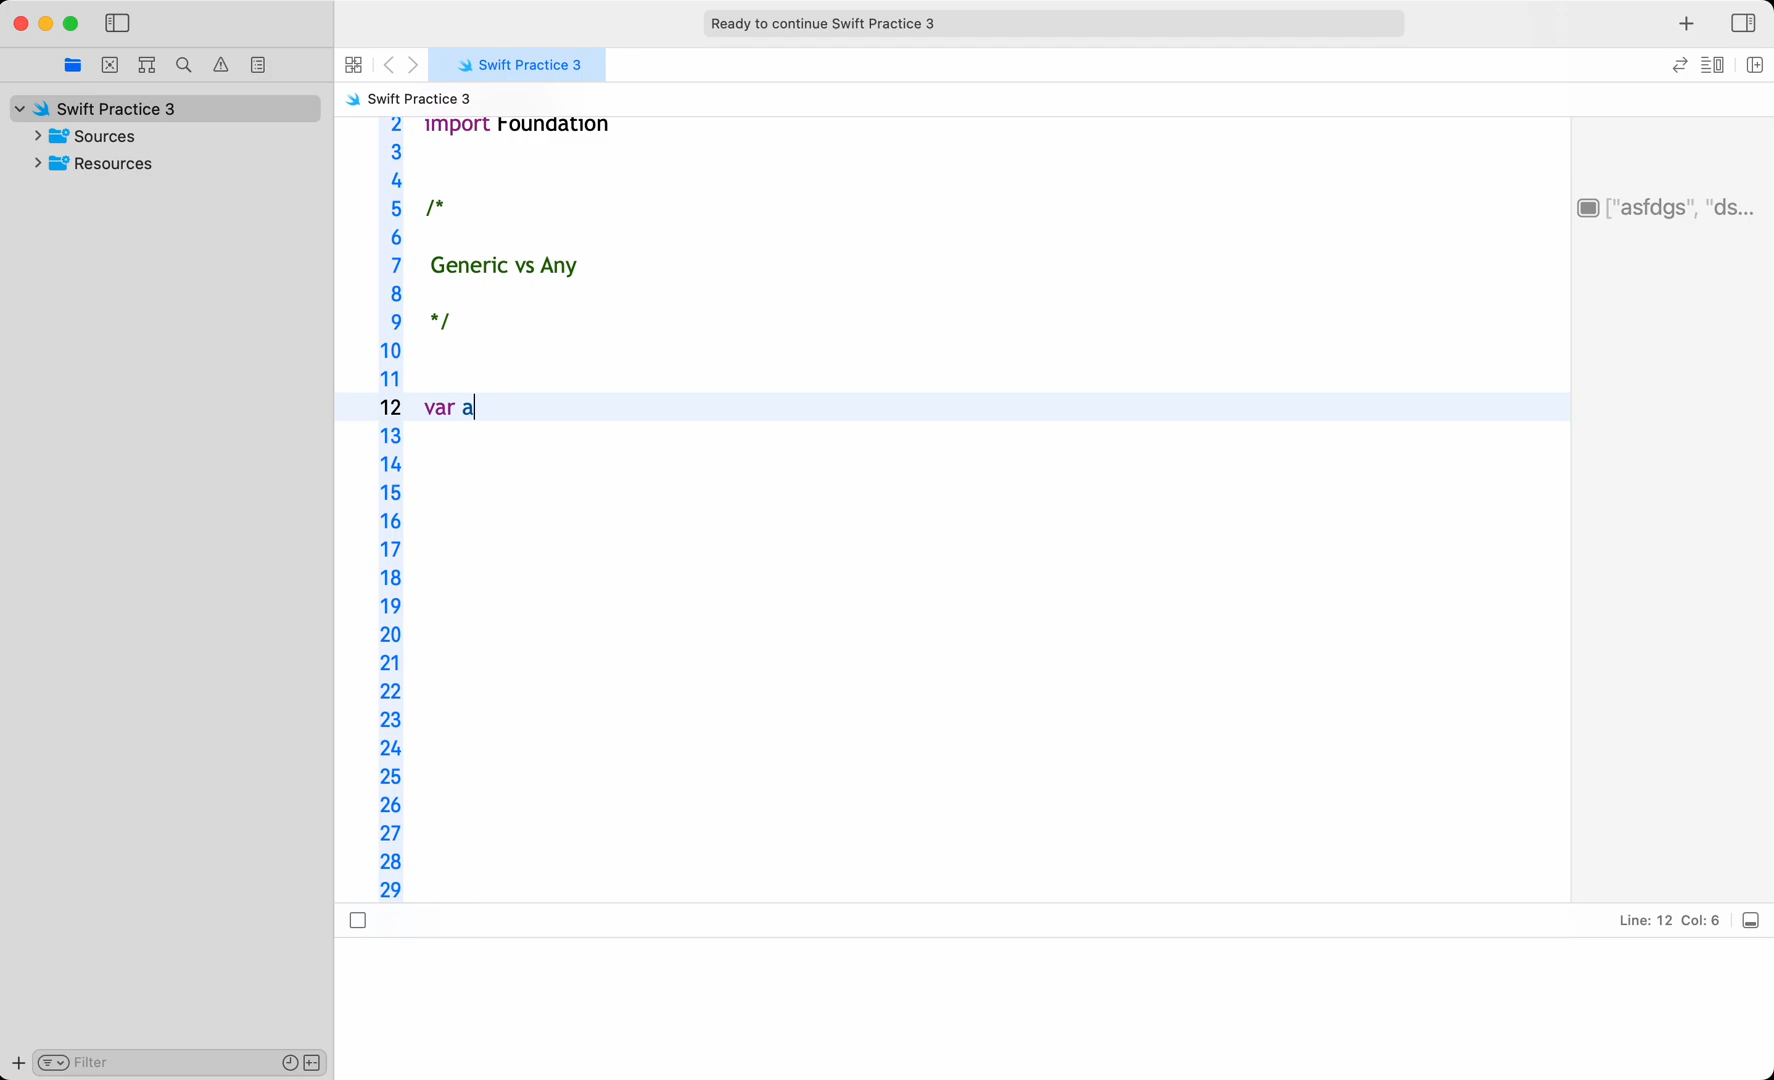 Ready to continue Swift Practice 3
Swift Practice 3
Swift Practice 3
Swift Practice 3
Sources
Resources
2 import Foundation
3
4
5 /*
["asfdgs", "ds...
6
7 Generic vs Any
8
9 */
10
11
12 var a
13
14
15
16
17
18
19
20
21
22
23
24
25
26
27
28
29
Line: 12 Col: 6
Filter